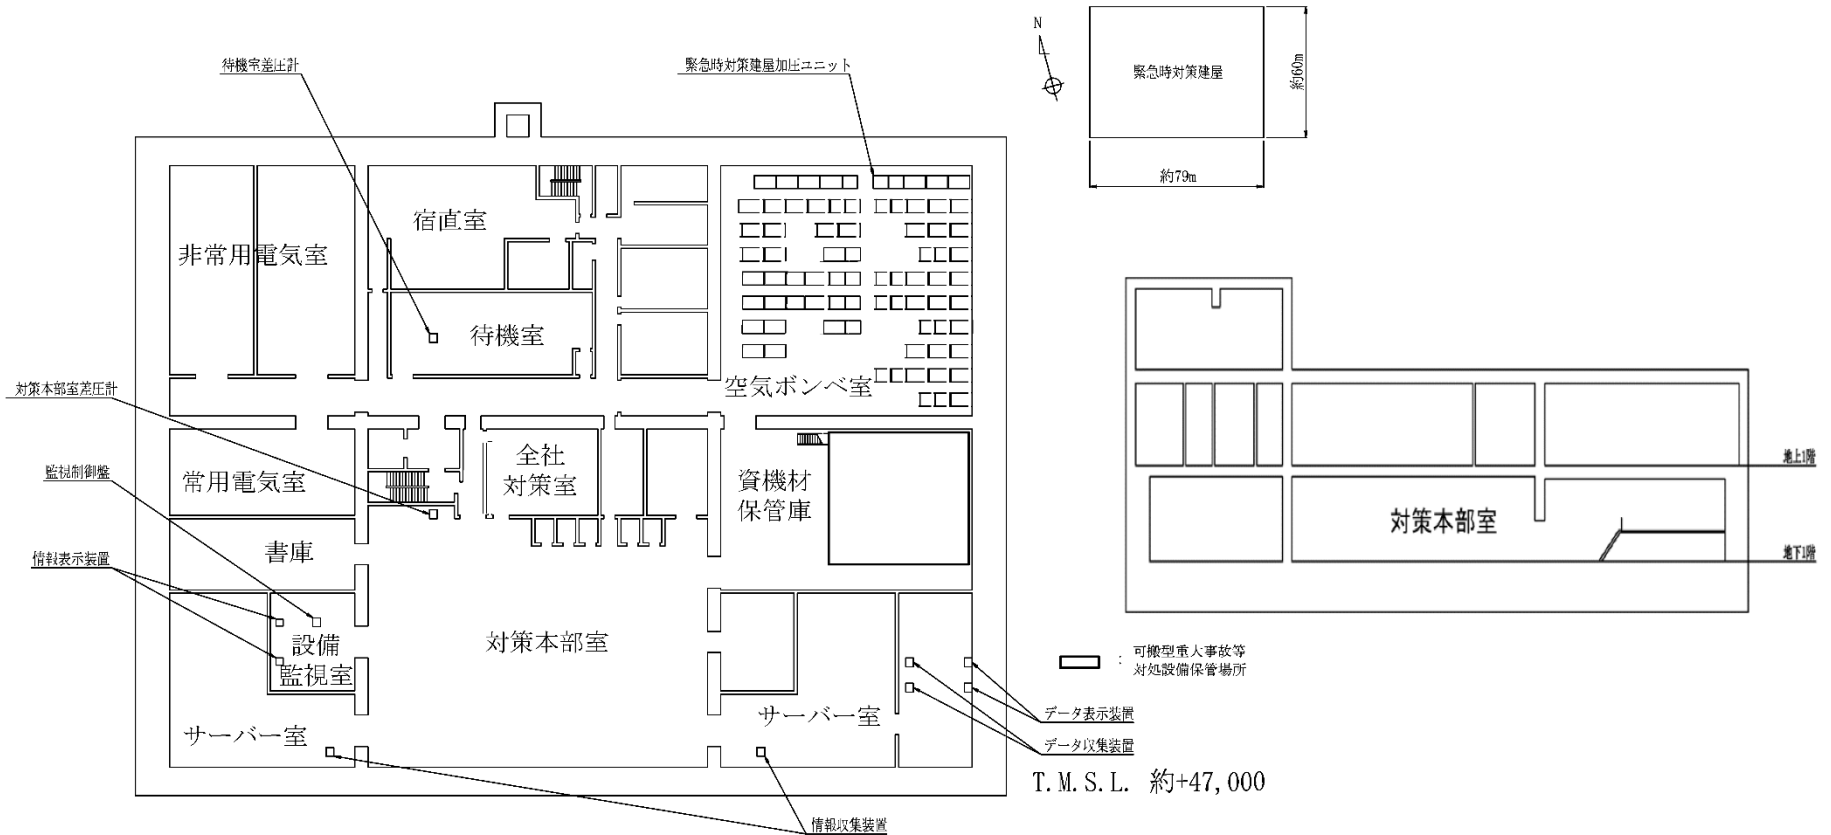 N
緊急時対策建屋
約60m
約79m
待機室差圧計
緊急時対策建屋加圧ユニット
宿直室
非常用電気室
待機室
対策本部室差圧計
空気ボンベ室
監視制御盤
常用電気室
全社
対策室
資機材
保管庫
地上1階
対策本部室
地下1階
情報表示装置
書庫
設備
監視室
対策本部室
:
可搬型重大事故等
対処設備保管場所
サーバー室
サーバー室
データ表示装置
データ収集装置
T.M.S.L. 約+47,000
情報収集装置